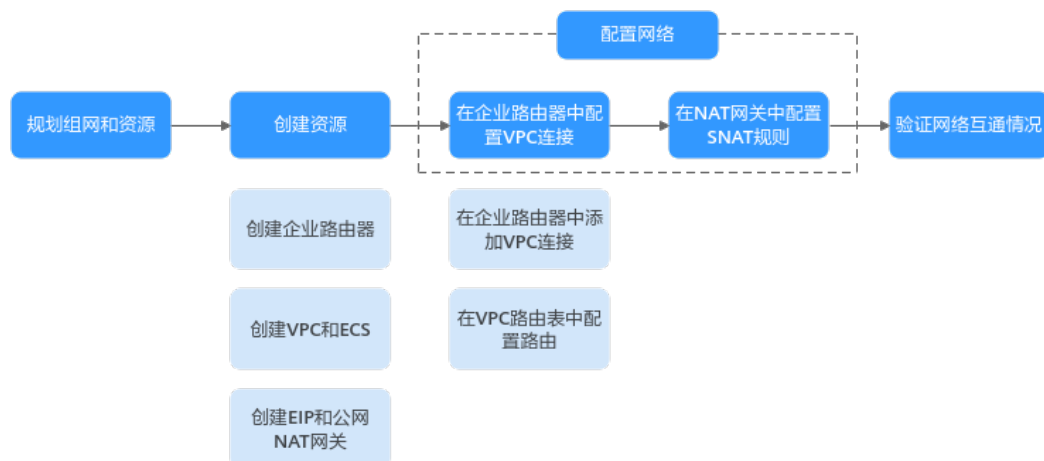 配置网络
规划组网和资源
创建资源
在企业路由器中配
置VPC连接
在NAT网关中配置
SNAT规则
验证网络互通情况
创建企业路由器
在企业路由器中添
加VPC连接
创建VPC和ECS
在VPC路由表中配
置路由
创建EIP和公网
NAT网关